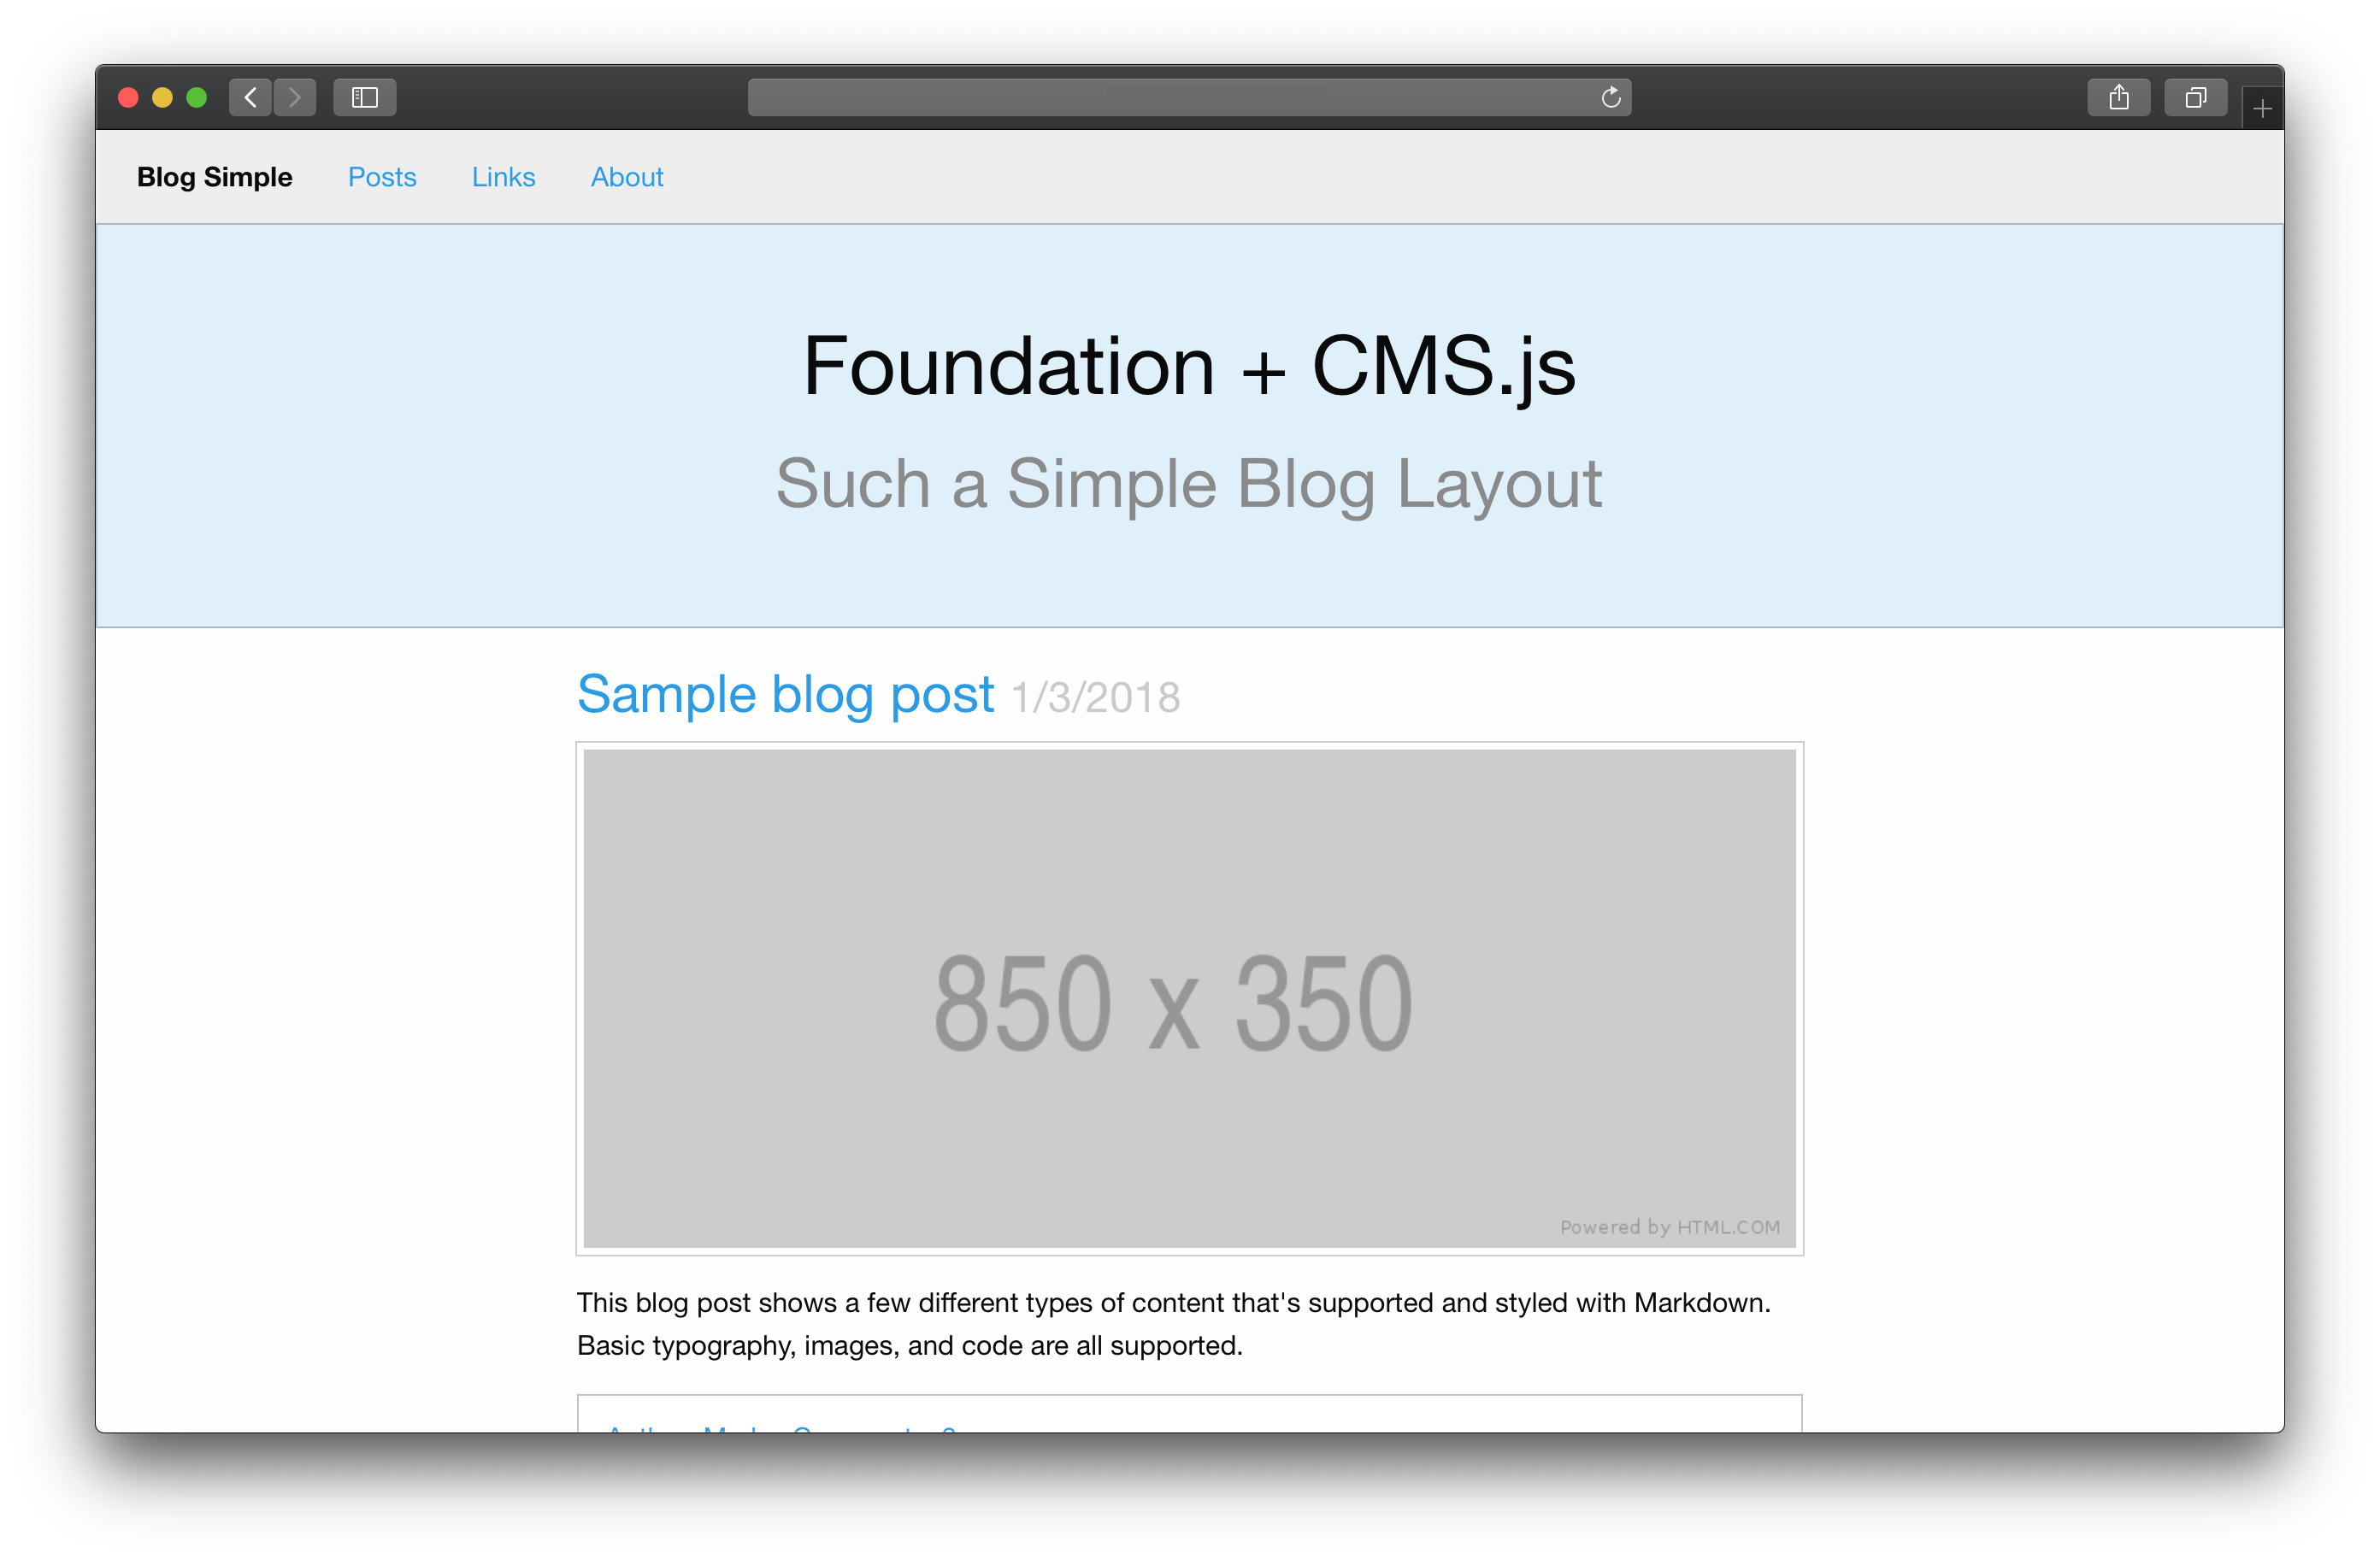 Blog Simple Posts Links About
Foundation + CMS.js
Such a Simple Blog Layout
Sample blog post 1/3/2018
850 x 350
Powered by HTML.COM
This blog post shows a few different types of content that's supported and styled with Markdown.
Basic typography, images, and code are all supported.